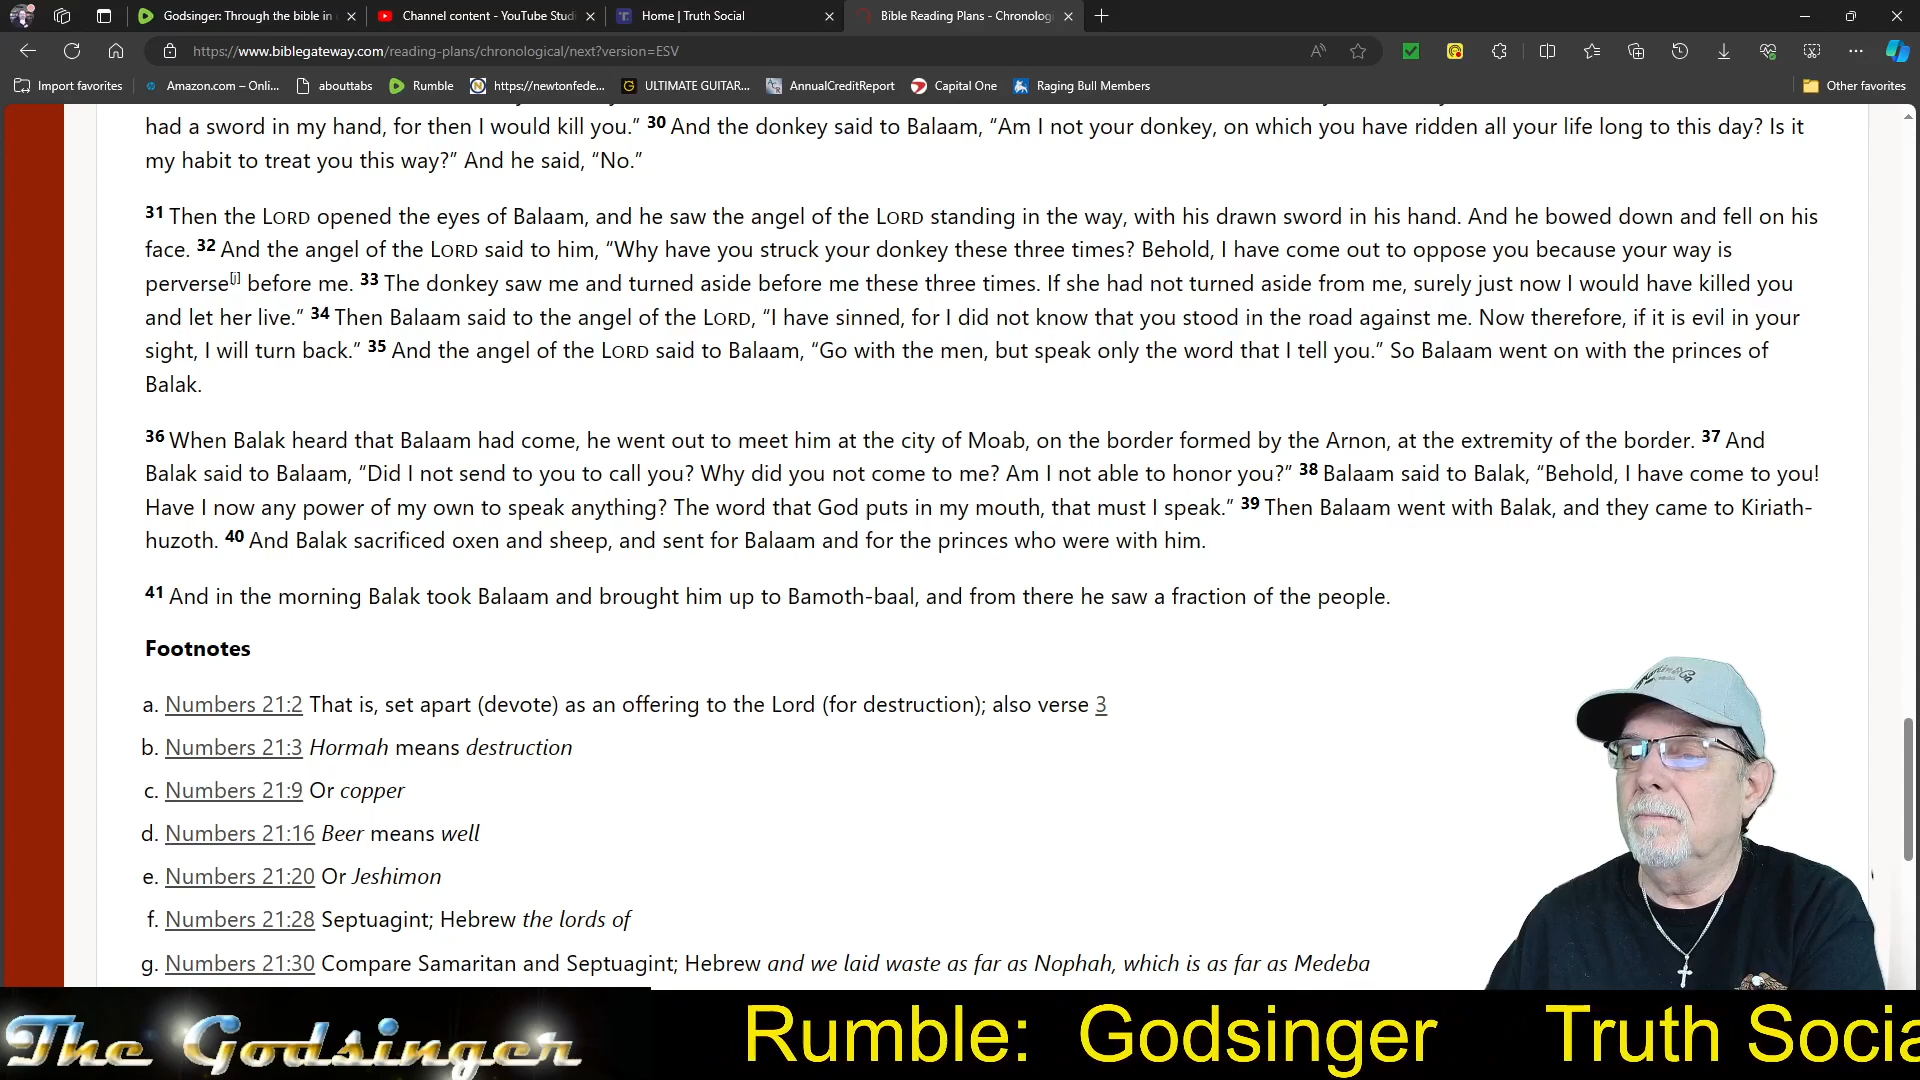 Godsinger: Through the bible in
Channel content - YouTube Studi
Home | Truth Social
Bible Reading Plans - Chronolog
https://www.biblegateway.com/reading-plans/chronological/next?version=ESV
Import favorites
Amazon.com – Onli...
abouttabs
Rumble
https://newtonfede...
ULTIMATE GUITAR...
AnnualCreditReport
Capital One
Raging Bull Members
Other favorites
had a sword in my hand, for then I would kill you.” 30 And the donkey said to Balaam, “Am I not your donkey, on which you have ridden all your life long to this day? Is it
my habit to treat you this way?” And he said, “No.”
31 Then the LORD opened the eyes of Balaam, and he saw the angel of the LORD standing in the way, with his drawn sword in his hand. And he bowed down and fell on his
face. 32 And the angel of the LORD said to him, “Why have you struck your donkey these three times? Behold, I have come out to oppose you because your way is
perverse[j] before me. 33 The donkey saw me and turned aside before me these three times. If she had not turned aside from me, surely just now I would have killed you
and let her live.” 34 Then Balaam said to the angel of the LORD, “I have sinned, for I did not know that you stood in the road against me. Now therefore, if it is evil in your
sight, I will turn back.” 35 And the angel of the LORD said to Balaam, “Go with the men, but speak only the word that I tell you.” So Balaam went on with the princes of
Balak.
36 When Balak heard that Balaam had come, he went out to meet him at the city of Moab, on the border formed by the Arnon, at the extremity of the border. 37 And
Balak said to Balaam, “Did I not send to you to call you? Why did you not come to me? Am I not able to honor you?” 38 Balaam said to Balak, “Behold, I have come to you!
Have I now any power of my own to speak anything? The word that God puts in my mouth, that must I speak.” 39 Then Balaam went with Balak, and they came to Kiriath-
huzoth. 40 And Balak sacrificed oxen and sheep, and sent for Balaam and for the princes who were with him.
41 And in the morning Balak took Balaam and brought him up to Bamoth-baal, and from there he saw a fraction of the people.
Footnotes
a. Numbers 21:2 That is, set apart (devote) as an offering to the Lord (for destruction); also verse 3
b. Numbers 21:3 Hormah means destruction
c. Numbers 21:9 Or copper
d. Numbers 21:16 Beer means well
e. Numbers 21:20 Or Jeshimon
f. Numbers 21:28 Septuagint; Hebrew the lords of
g. Numbers 21:30 Compare Samaritan and Septuagint; Hebrew and we laid waste as far as Nophah, which is as far as Medeba
The Godsinger
Rumble: Godsinger Truth Socia